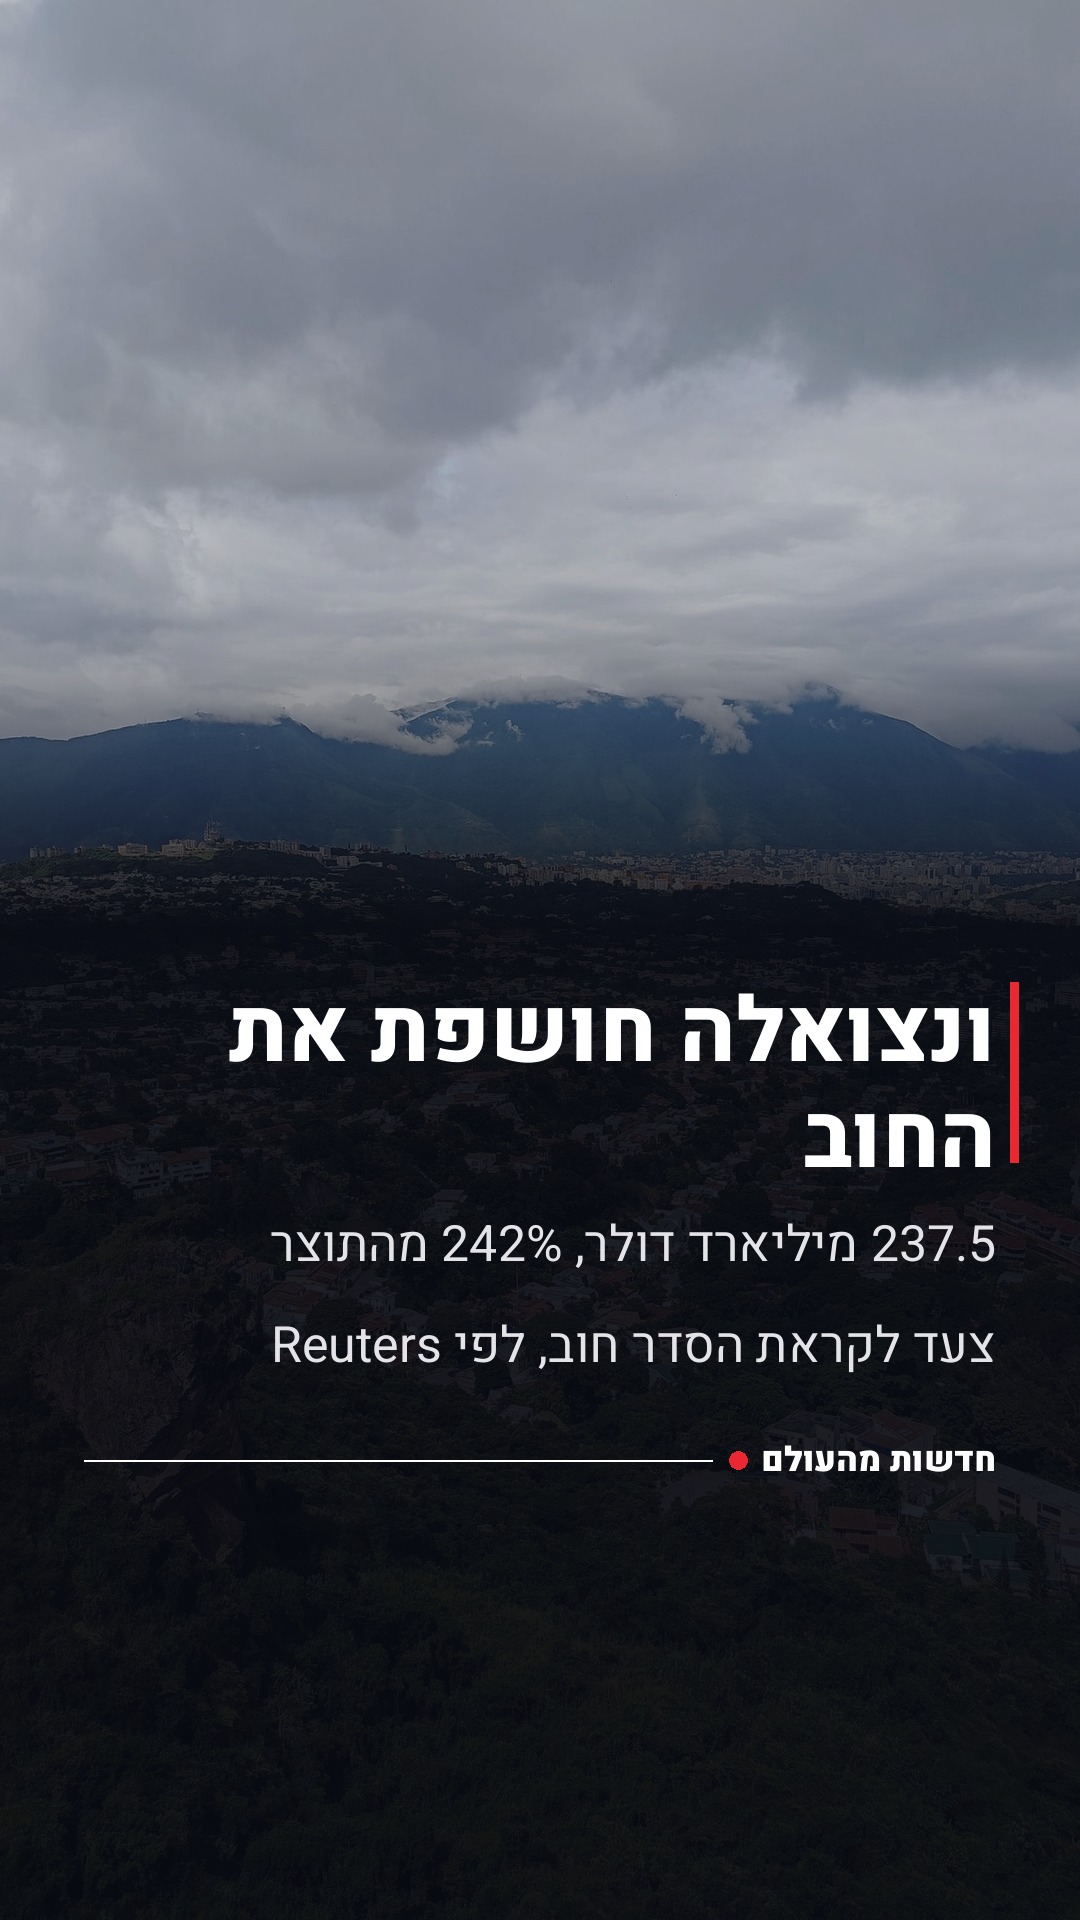 ונצואלה חושפת את
החוב
237.5 מיליארד דולר, 242% מהתוצר
צעד לקראת הסדר חוב, לפי Reuters
חדשות מהעולם